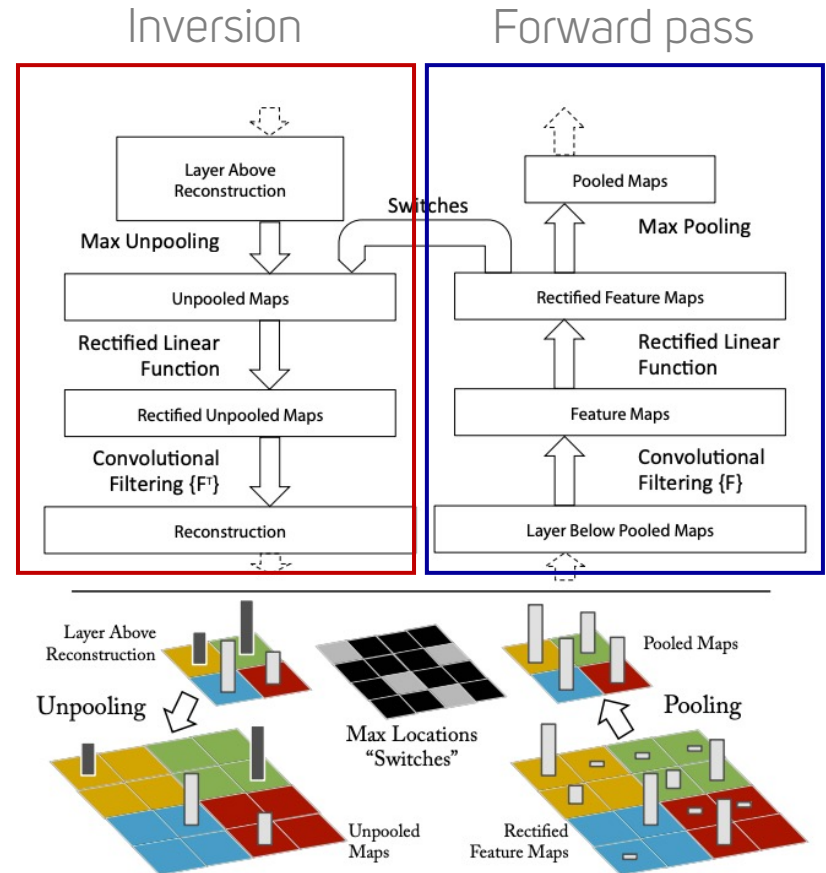 Inversion
Forward pass
Layer Above
Reconstruction
Switches
Max Unpooling
Unpooled Maps
Rectified Linear
Function
Rectified Unpooled Maps
Convolutional
Filtering {Fᵀ}
Reconstruction
Pooled Maps
Max Pooling
Rectified Feature Maps
Rectified Linear
Function
Feature Maps
Convolutional
Filtering {F}
Layer Below Pooled Maps
Layer Above
Reconstruction
Unpooling
Max Locations
“Switches”
Unpooled
Maps
Pooled Maps
Pooling
Rectified
Feature Maps